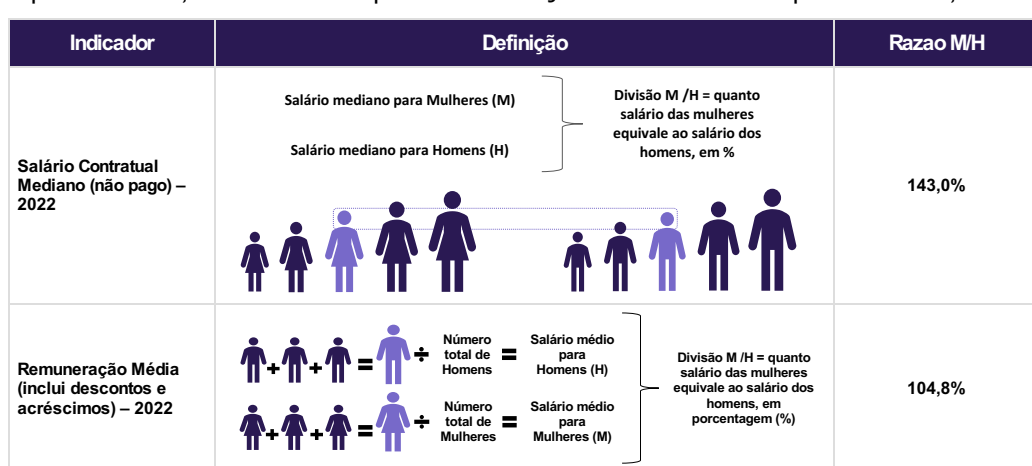 Indicador
Definição
Razao M/H
Salário mediano para Mulheres (M)
Salário mediano para Homens (H)
Divisão M /H = quanto
salário das mulheres
equivale ao salário dos
homens, em %
Salário Contratual
Mediano (não pago) –
2022
143,0%
Remuneração Média
(inclui descontos e
acréscimos) – 2022
+ + = ÷
Número
total de
Homens
=
Salário médio
para
Homens (H)
+ + = ÷
Número
total de
Mulheres
=
Salário médio
para
Mulheres (M)
Divisão M /H = quanto
salário das mulheres
equivale ao salário dos
homens, em
porcentagem (%)
104,8%